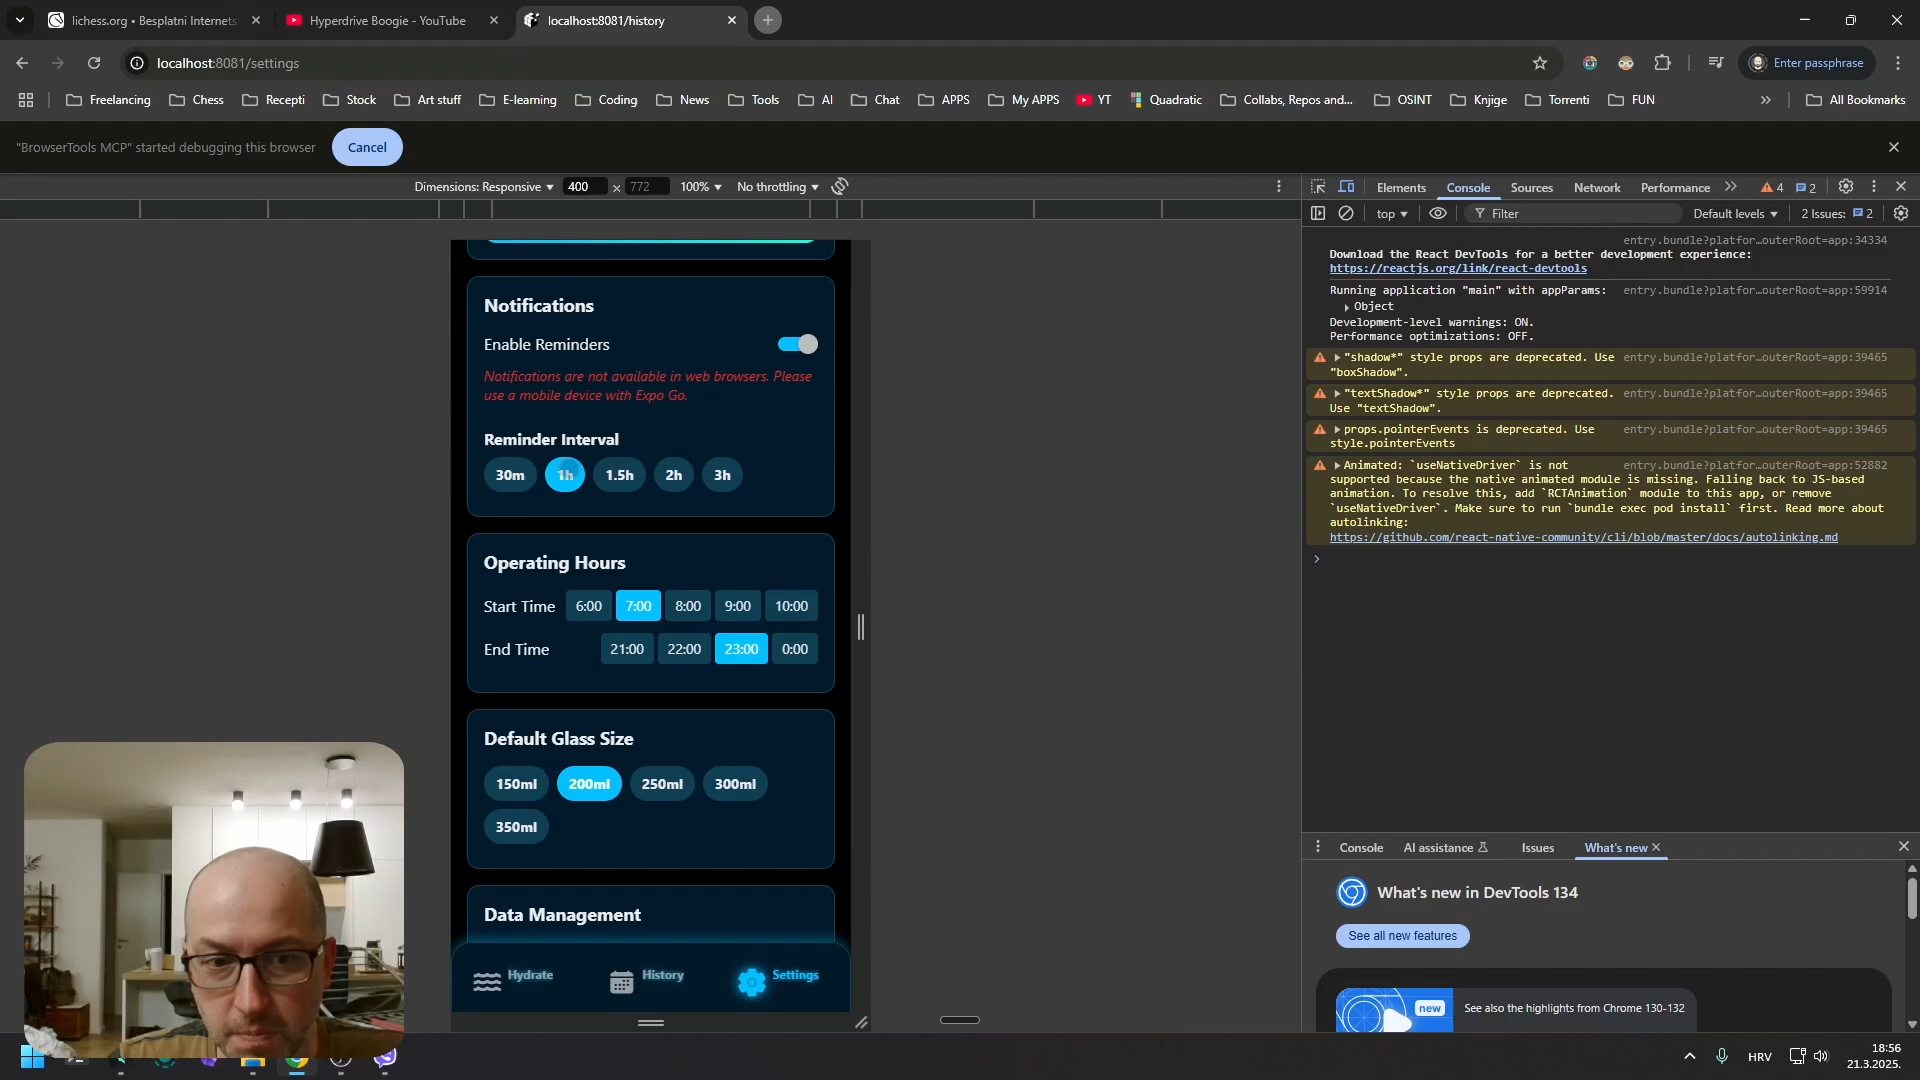 lichess.org • Besplatni Internets
Hyperdrive Boogie - YouTube
localhost:8081/history
localhost:8081/settings
Enter passphrase
Freelancing
Chess
Recepti
Stock
Art stuff
E-learning
Coding
News
Tools
AI
Chat
APPS
My APPS
YT
Quadratic
Collabs, Repos and...
OSINT
Knjige
Torrenti
FUN
All Bookmarks
"BrowserTools MCP" started debugging this browser
Cancel
Dimensions: Responsive
400
×
772
100%
No throttling
Elements
Console
Sources
Network
Performance
4
2
top
Filter
Default levels
2 Issues:
2
entry.bundle?platfor…outerRoot=app:34334
Download the React DevTools for a better development experience:
https://reactjs.org/link/react-devtools
Running application "main" with appParams:
entry.bundle?platfor…outerRoot=app:59914
Object
Development-level warnings: ON.
Performance optimizations: OFF.
"shadow*" style props are deprecated. Use
entry.bundle?platfor…outerRoot=app:39465
"boxShadow".
"textShadow*" style props are deprecated.
entry.bundle?platfor…outerRoot=app:39465
Use "textShadow".
props.pointerEvents is deprecated. Use
entry.bundle?platfor…outerRoot=app:39465
style.pointerEvents
Animated: `useNativeDriver` is not
entry.bundle?platfor…outerRoot=app:52882
supported because the native animated module is missing. Falling back to JS-based
animation. To resolve this, add `RCTAnimation` module to this app, or remove
`useNativeDriver`. Make sure to run `bundle exec pod install` first. Read more about
autolinking:
https://github.com/react-native-community/cli/blob/master/docs/autolinking.md
Notifications
Enable Reminders
Notifications are not available in web browsers. Please
use a mobile device with Expo Go.
Reminder Interval
30m
1h
1.5h
2h
3h
Operating Hours
Start Time
6:00
7:00
8:00
9:00
10:00
End Time
21:00
22:00
23:00
0:00
Default Glass Size
150ml
200ml
250ml
300ml
350ml
Data Management
Hydrate
History
Settings
Console
AI assistance
Issues
What's new
What's new in DevTools 134
See all new features
new
See also the highlights from Chrome 130-132
HRV
18:56
21.3.2025.